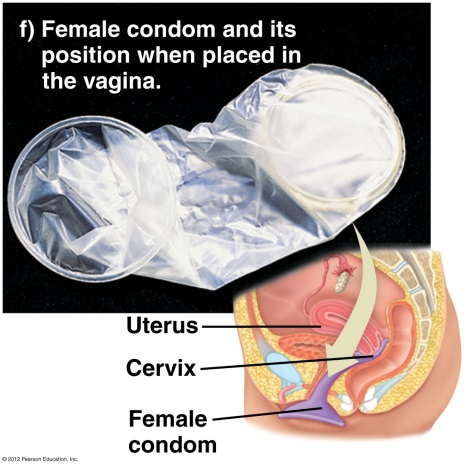 f) Female condom and its
position when placed in
the vagina.
Uterus
Cervix
Female
condom
© 2012 Pearson Education, Inc.